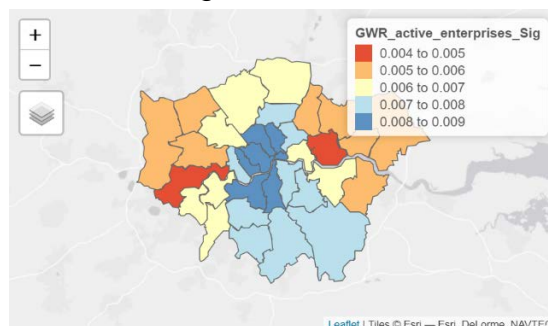 +
−
GWR_active_enterprises_Sig
0.004 to 0.005
0.005 to 0.006
0.006 to 0.007
0.007 to 0.008
0.008 to 0.009
Leaflet | Tiles © Esri — Esri, DeLorme, NAVTEQ